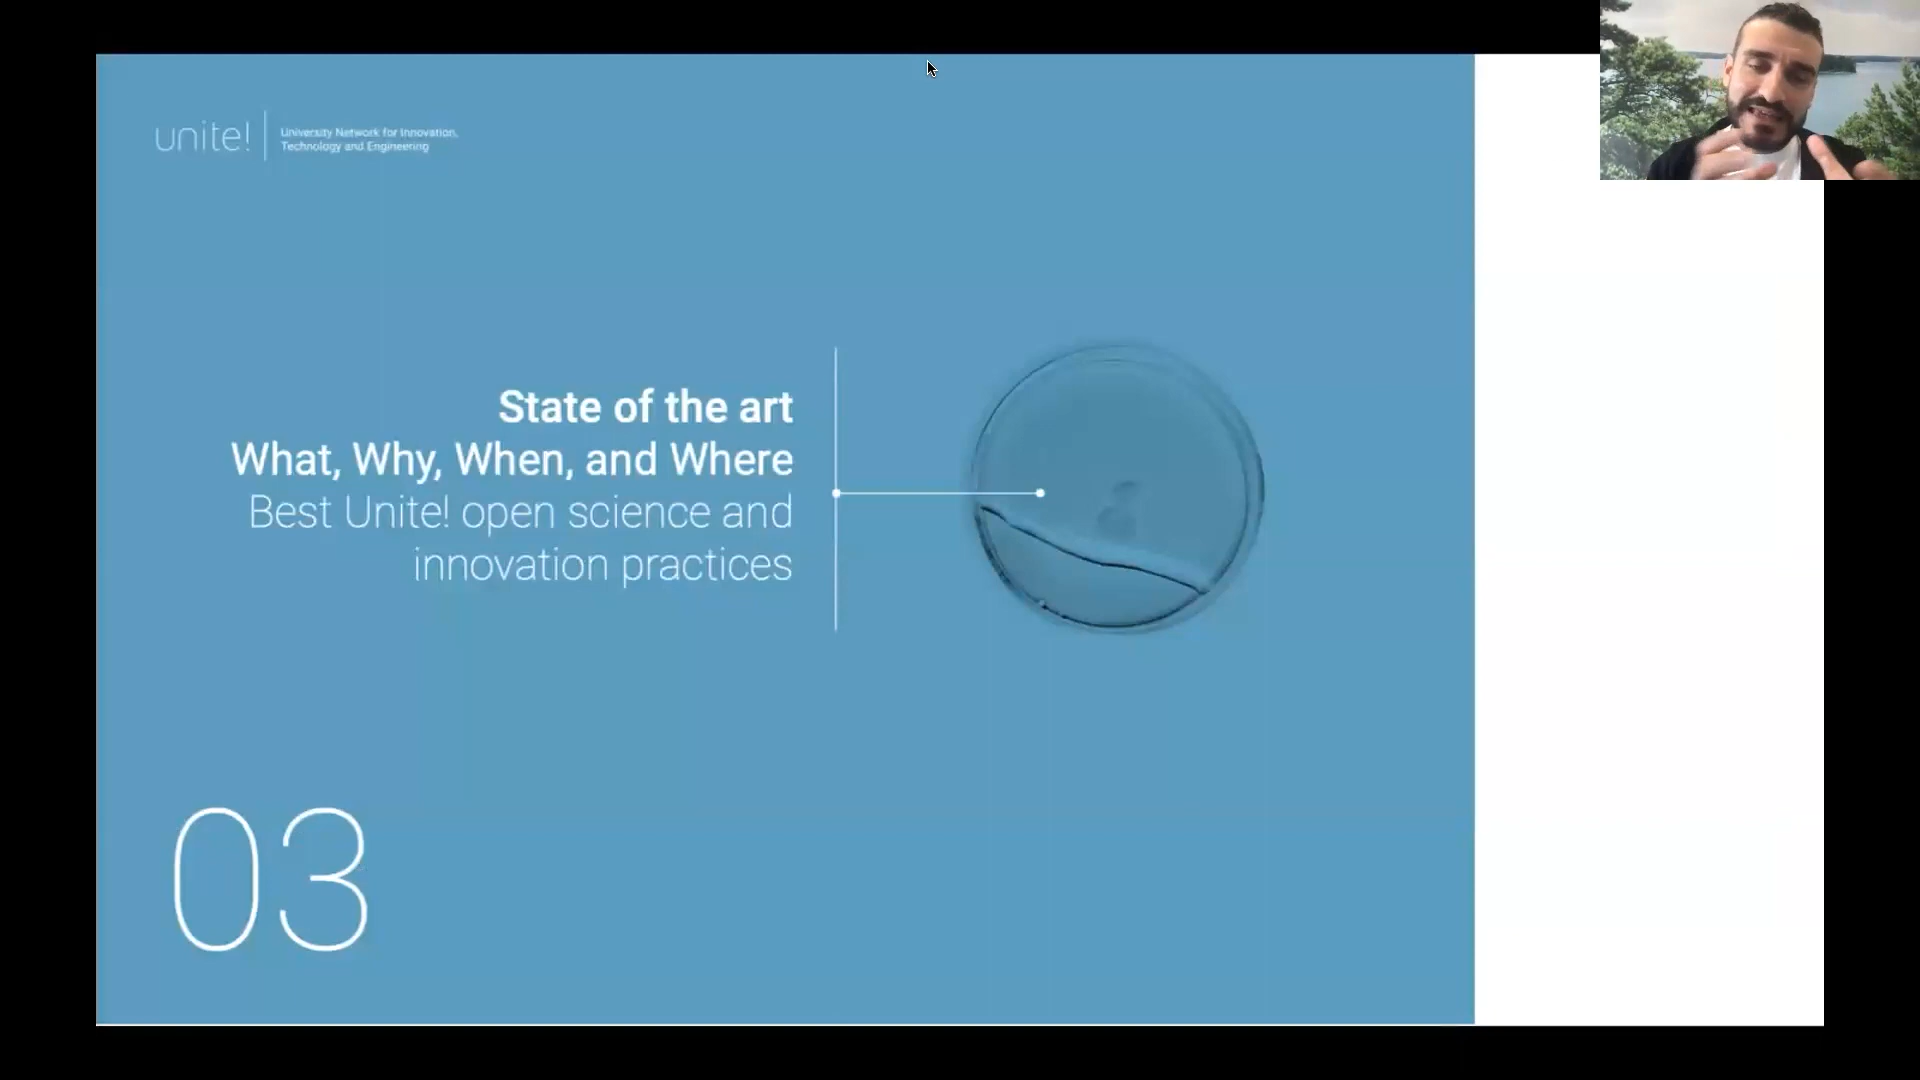 unite!
University Network for Innovation,
Technology and Engineering
State of the art
What, Why, When, and Where
Best Unite! open science and
innovation practices
03